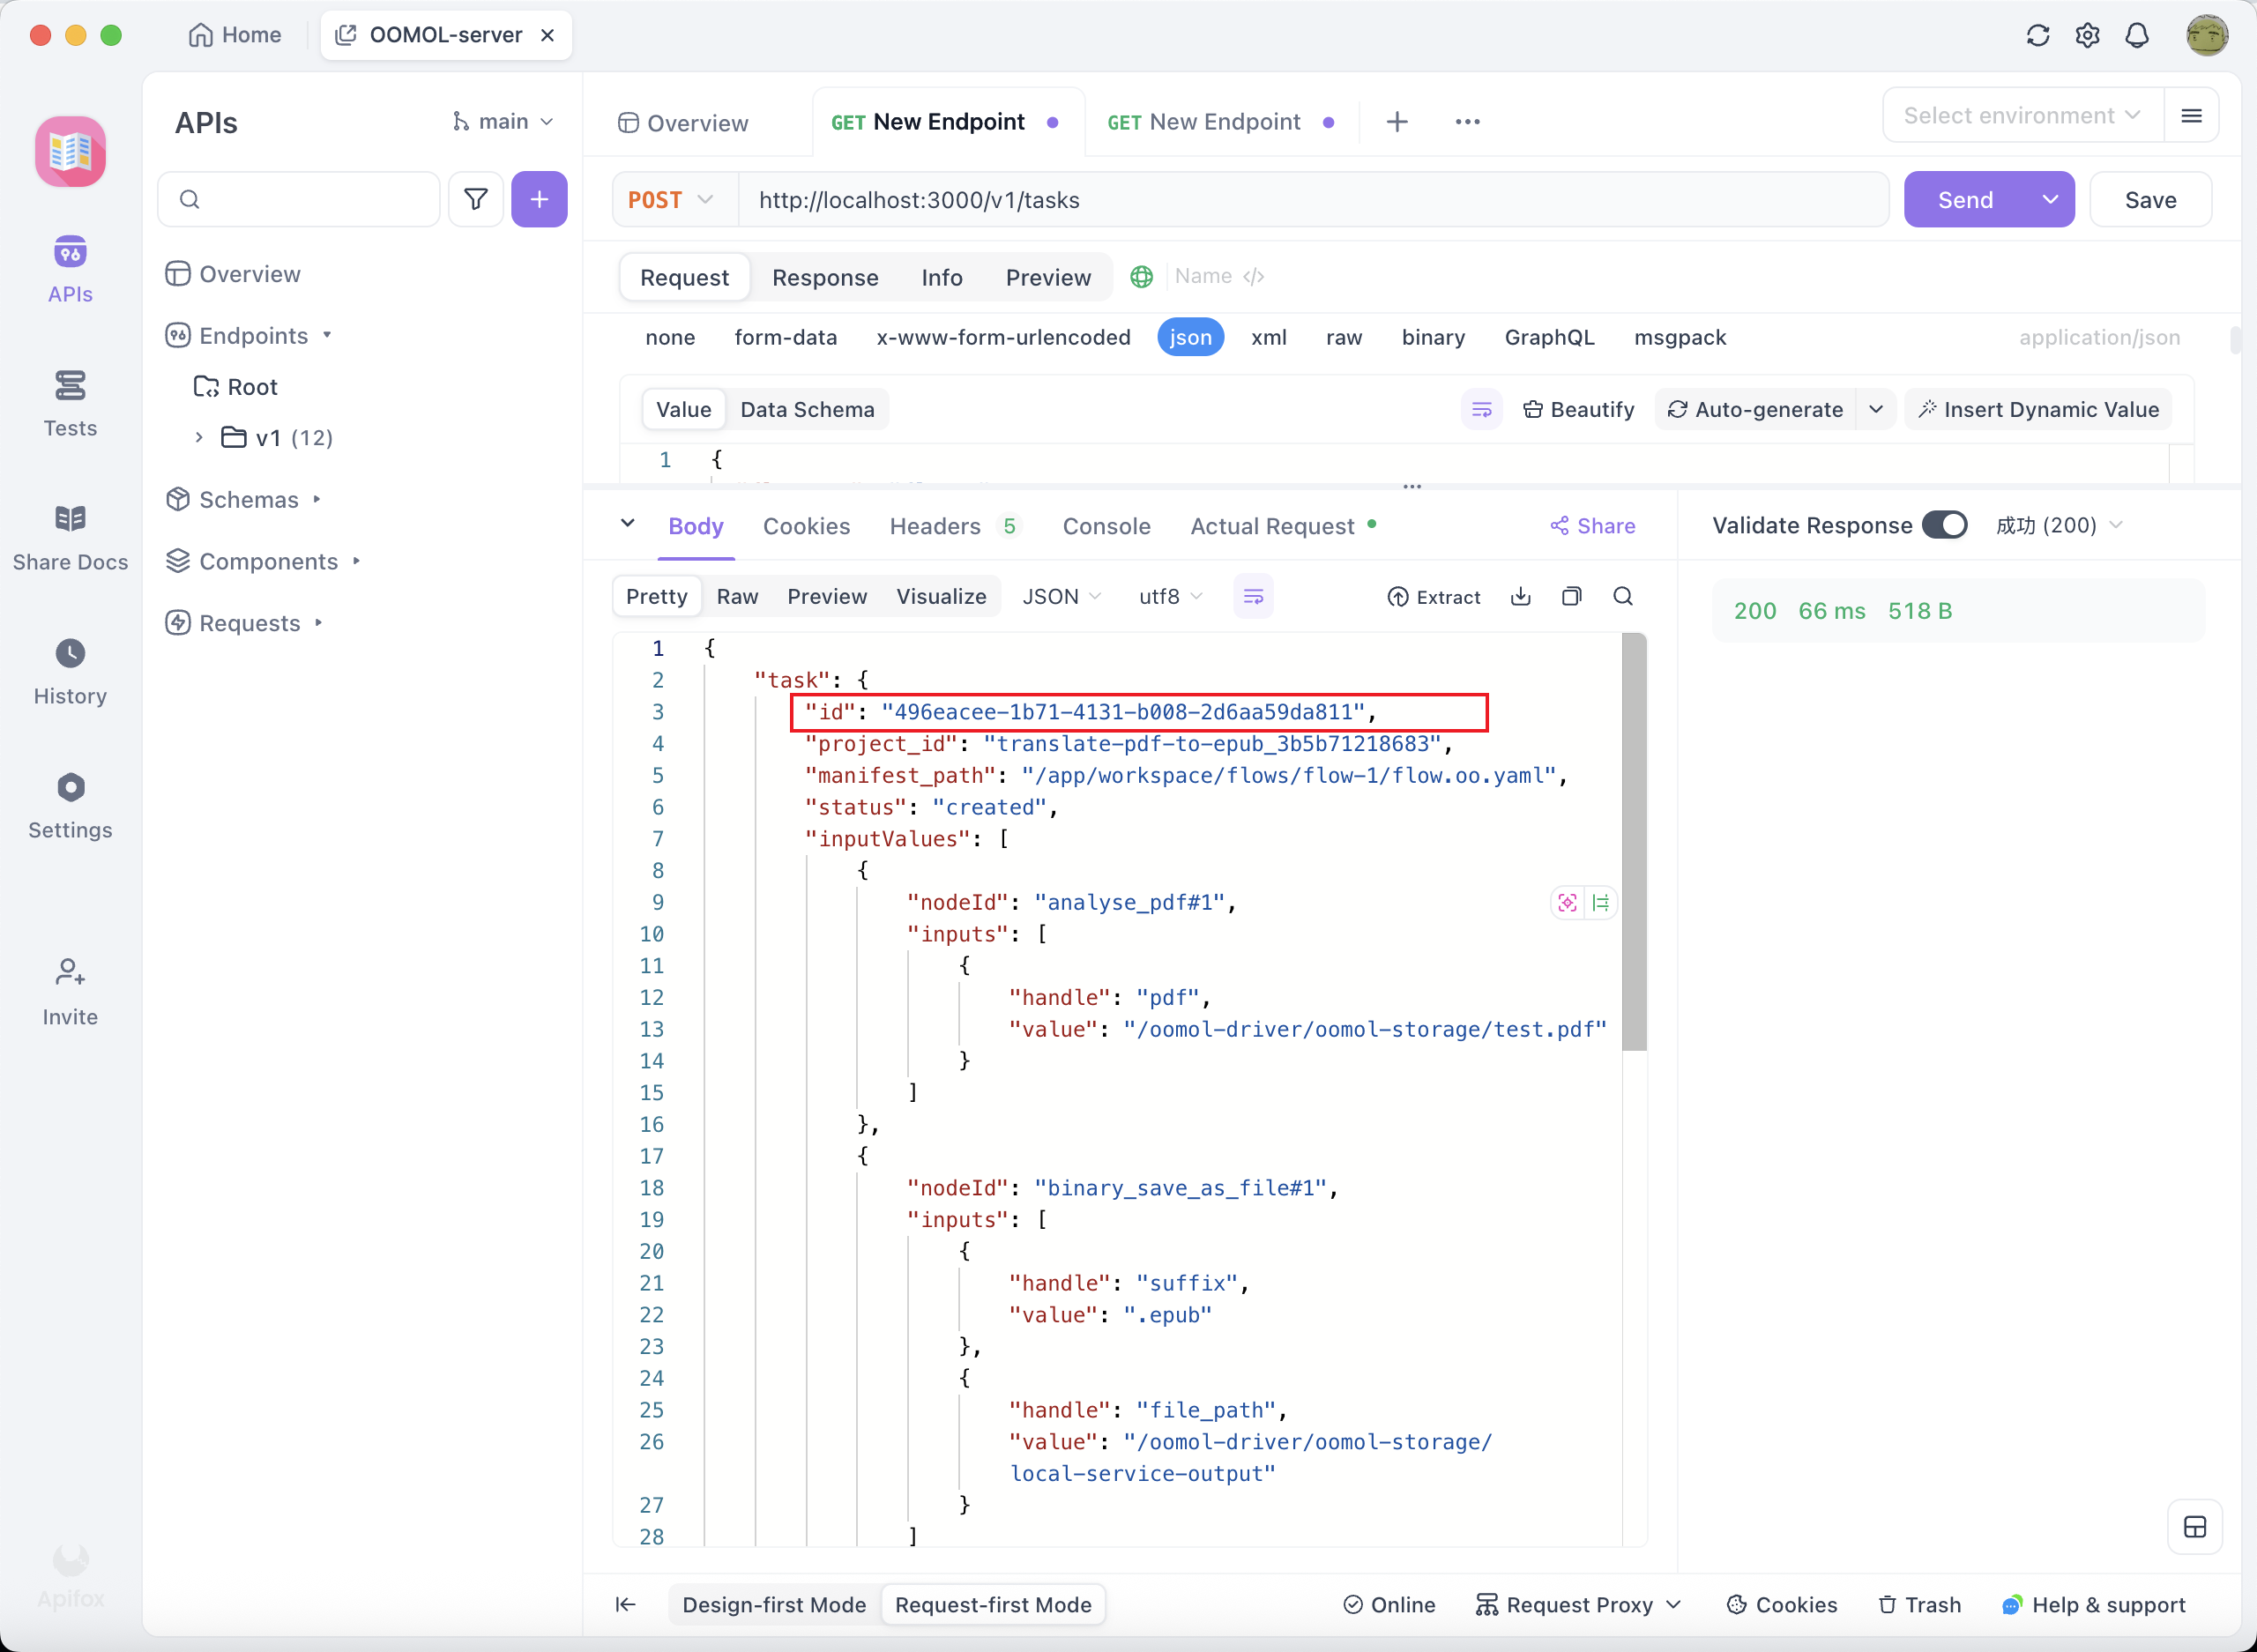 Home
OOMOL-server
APIs
main
Overview
GET New Endpoint
GET New Endpoint
Select environment
POST
http://localhost:3000/v1/tasks
Send
Save
APIs
Tests
Share Docs
History
Settings
Invite
Apifox
Overview
Endpoints
Root
v1 (12)
Schemas
Components
Requests
Request
Response
Info
Preview
Name
none
form-data
x-www-form-urlencoded
json
xml
raw
binary
GraphQL
msgpack
application/json
Value
Data Schema
Beautify
Auto-generate
Insert Dynamic Value
1 {
Body
Cookies
Headers 5
Console
Actual Request
Share
Validate Response
成功 (200)
Pretty
Raw
Preview
Visualize
JSON
utf8
Extract
200 66 ms 518 B
1 {
2 "task": {
3 "id": "496eacee-1b71-4131-b008-2d6aa59da811",
4 "project_id": "translate-pdf-to-epub_3b5b71218683",
5 "manifest_path": "/app/workspace/flows/flow-1/flow.oo.yaml",
6 "status": "created",
7 "inputValues": [
8 {
9 "nodeId": "analyse_pdf#1",
10 "inputs": [
11 {
12 "handle": "pdf",
13 "value": "/oomol-driver/oomol-storage/test.pdf"
14 }
15 ]
16 },
17 {
18 "nodeId": "binary_save_as_file#1",
19 "inputs": [
20 {
21 "handle": "suffix",
22 "value": ".epub"
23 },
24 {
25 "handle": "file_path",
26 "value": "/oomol-driver/oomol-storage/
local-service-output"
27 }
28 ]
Design-first Mode
Request-first Mode
Online
Request Proxy
Cookies
Trash
Help & support